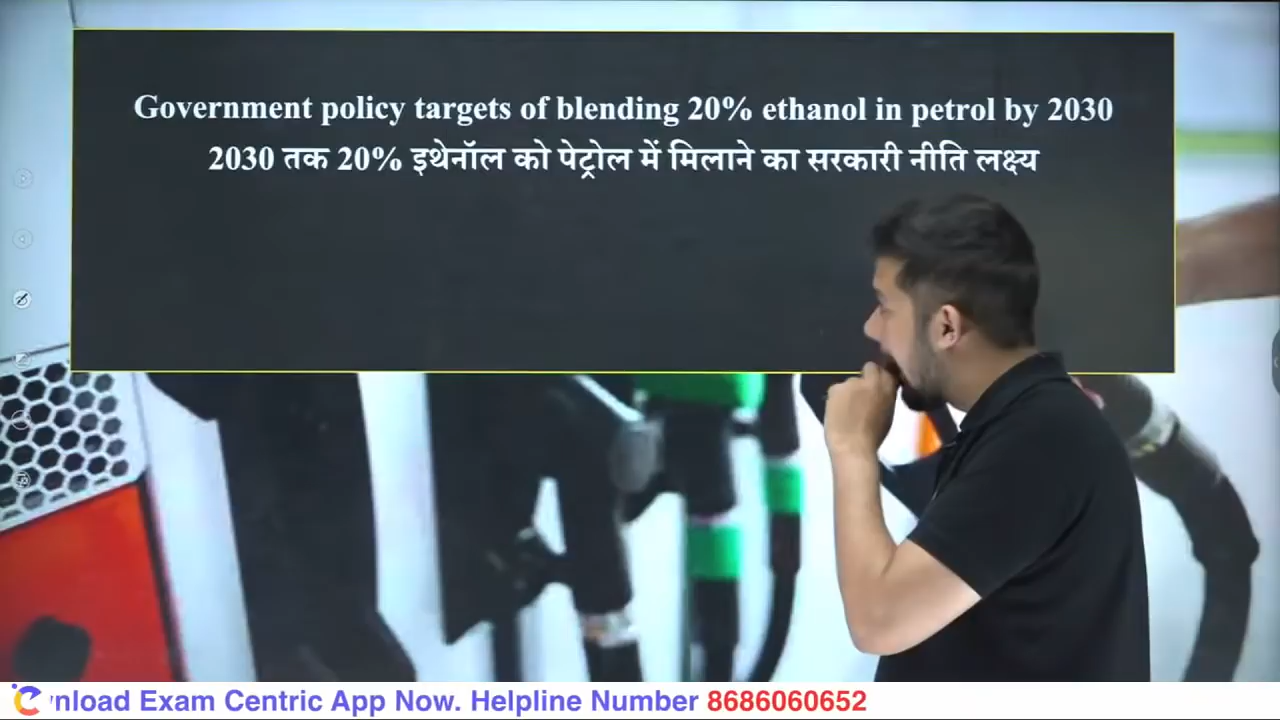 Government policy targets of blending 20% ethanol in petrol by 2030
2030 तक 20% इथेनॉल को पेट्रोल में मिलाने का सरकारी नीति लक्ष्य
nload Exam Centric App Now. Helpline Number 8686060652